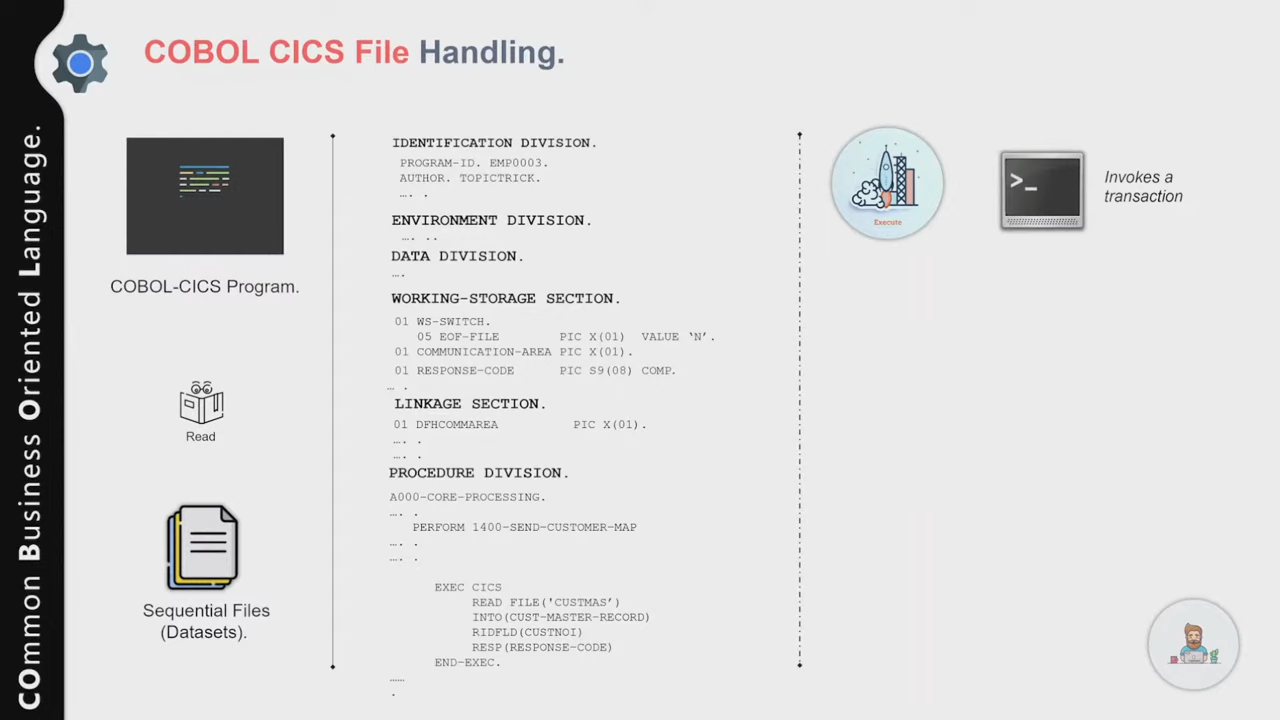 COBOL CICS File Handling.
COmmon Business Oriented Language.
COBOL-CICS Program.
Read
Sequential Files
(Datasets).
IDENTIFICATION DIVISION.
PROGRAM-ID. EMP0003.
AUTHOR. TOPICTRICK.
…. .
ENVIRONMENT DIVISION.
…. ..
DATA DIVISION.
….
WORKING-STORAGE SECTION.
01 WS-SWITCH.
05 EOF-FILE PIC X(01) VALUE ‘N’.
01 COMMUNICATION-AREA PIC X(01).
01 RESPONSE-CODE PIC S9(08) COMP.
… .
LINKAGE SECTION.
01 DFHCOMMAREA PIC X(01).
…. .
…. .
PROCEDURE DIVISION.
A000-CORE-PROCESSING.
…. .
PERFORM 1400-SEND-CUSTOMER-MAP
…. .
…. .
EXEC CICS
READ FILE('CUSTMAS’)
INTO(CUST-MASTER-RECORD)
RIDFLD(CUSTNOI)
RESP(RESPONSE-CODE)
END-EXEC.
……
.
Execute
>_
Invokes a
transaction